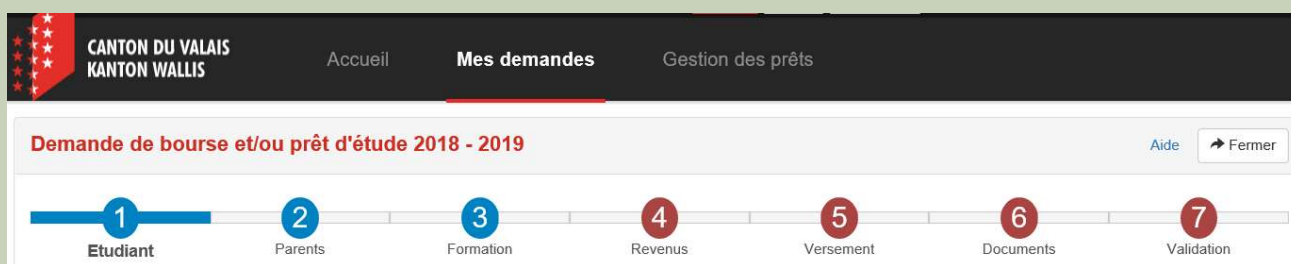 CANTON DU VALAIS
KANTON WALLIS
Accueil Mes demandes Gestion des prêts
Demande de bourse et/ou prêt d'étude 2018 - 2019 Aide Fermer
1 2 3 4 5 6 7
Etudiant Parents Formation Revenus Versement Documents Validation